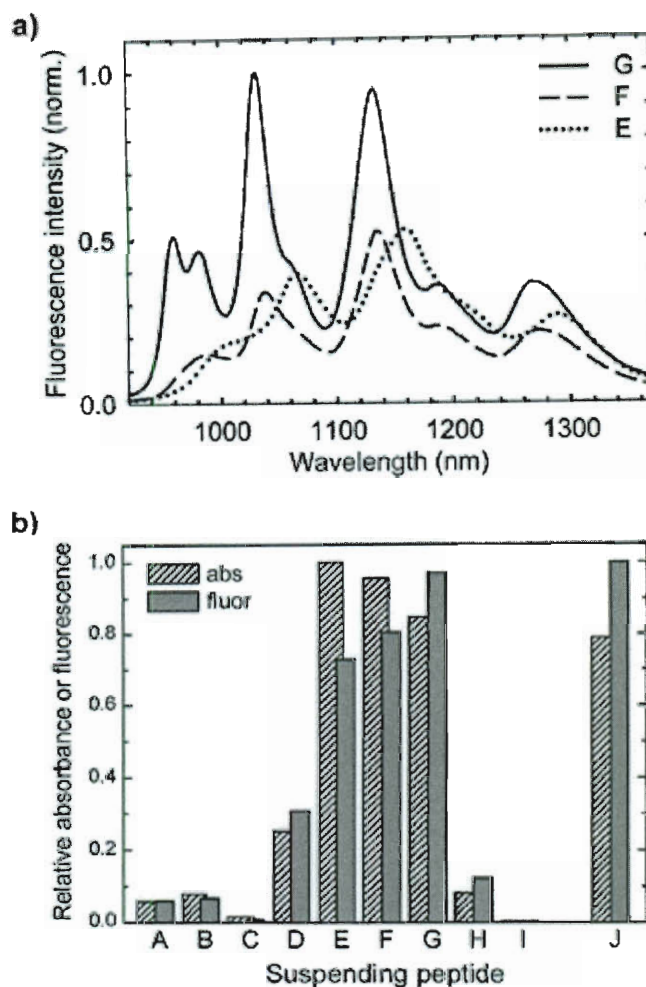 a)
Fluorescence intensity (norm.)
1.0
0.5
0.0
G
F
E
1000 1100 1200 1300
Wavelength (nm)
b)
Relative absorbance or fluorescence
1.0
0.8
0.6
0.4
0.2
0.0
abs
fluor
A B C D E F G H I J
Suspending peptide